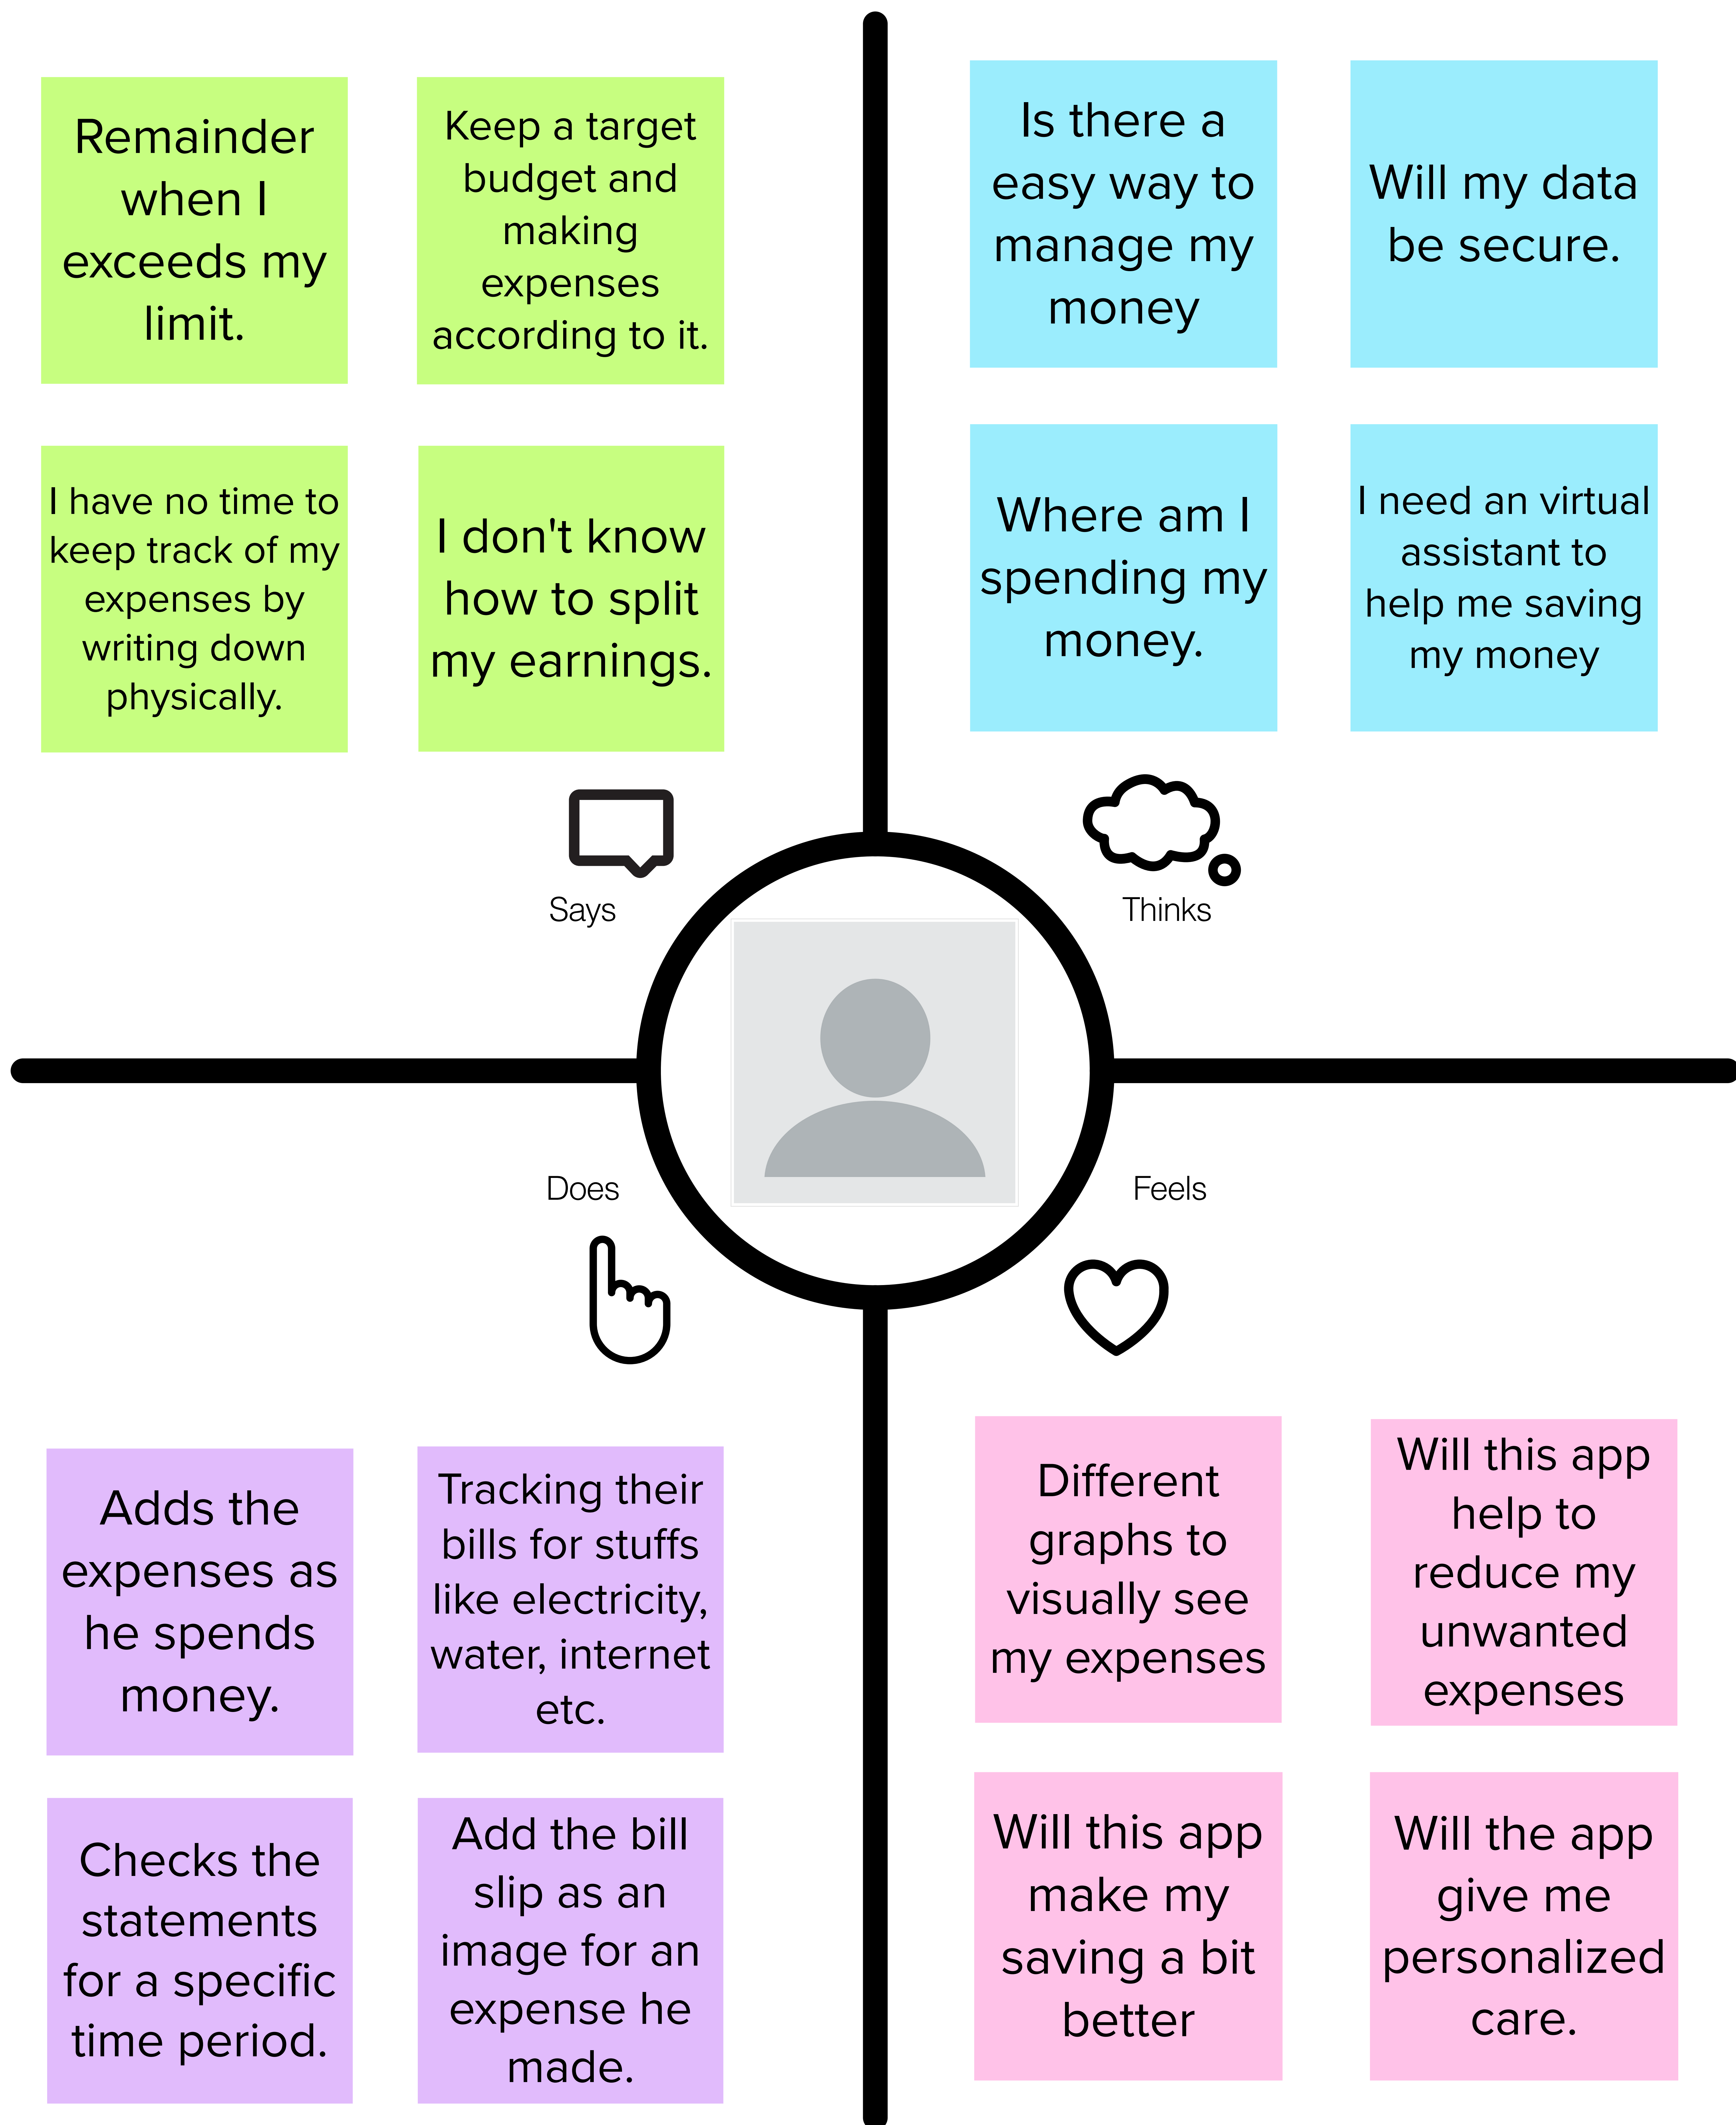 Remainder
when I
exceeds my
limit.
Keep a target
budget and
making
expenses
according to it.
I have no time to
keep track of my
expenses by
writing down
physically.
I don't know
how to split
my earnings.
Says
Is there a
easy way to
manage my
money
Will my data
be secure.
Where am I
spending my
money.
I need an virtual
assistant to
help me saving
my money
Thinks
Does
Adds the
expenses as
he spends
money.
Tracking their
bills for stuffs
like electricity,
water, internet
etc.
Checks the
statements
for a specific
time period.
Add the bill
slip as an
image for an
expense he
made.
Feels
Different
graphs to
visually see
my expenses
Will this app
help to
reduce my
unwanted
expenses
Will this app
make my
saving a bit
better
Will the app
give me
personalized
care.